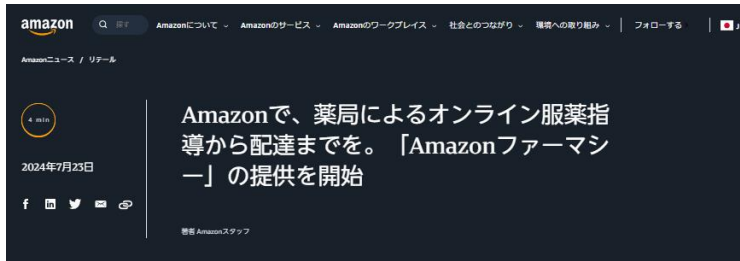 amazon
探す
Amazonについて
Amazonのサービス
Amazonのワークプレイス
社会とのつながり
環境への取り組み
フォローする
Amazonニュース / リテール
4 min
2024年7月23日
Amazonで、薬局によるオンライン服薬指
導から配達までを。「Amazonファーマシ
ー」の提供を開始
著者 Amazonスタッフ